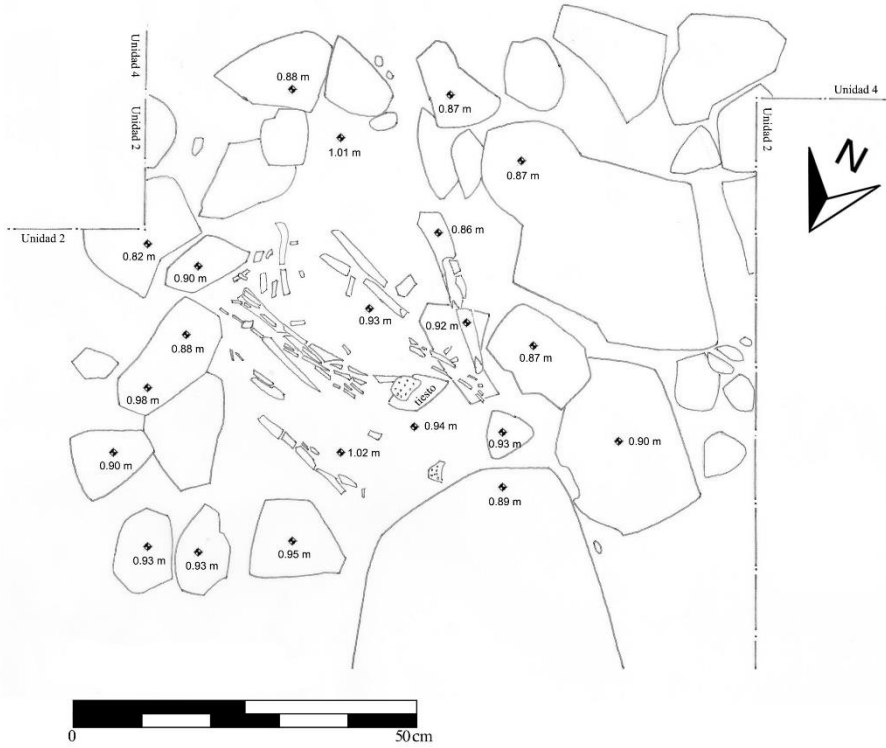 Unidad 4
Unidad 2
0.88 m
0.87 m
Unidad 4
Unidad 2
1.01 m
0.87 m
N
Unidad 2
0.82 m
0.90 m
0.86 m
0.93 m
0.92 m
0.88 m
0.87 m
0.98 m
tiesto
0.94 m
0.93 m
0.90 m
0.90 m
1.02 m
0.89 m
0.93 m
0.93 m
0.95 m
0
50 cm